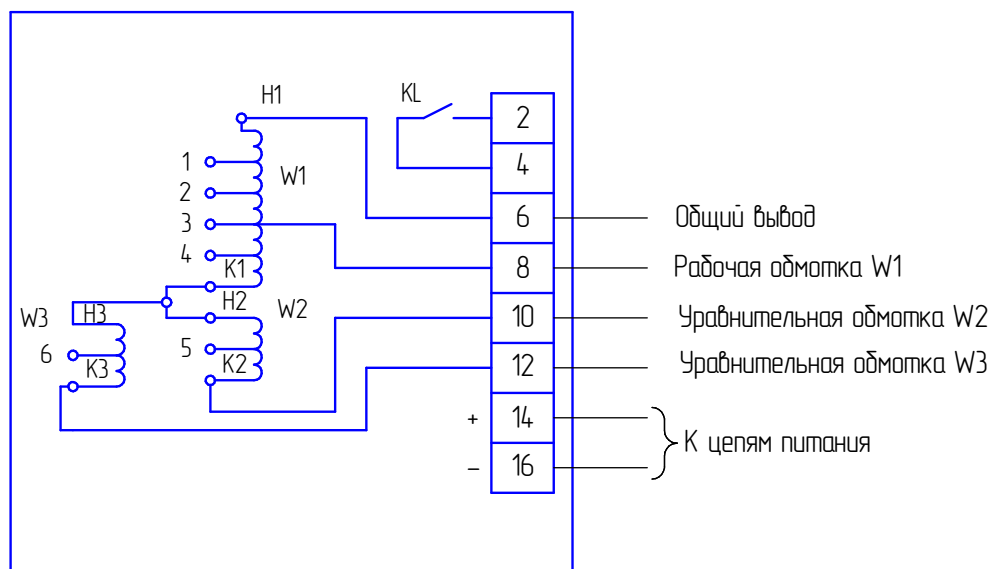 H1
KL
2
1
W1
4
2
3
6
Общий вывод
4
K1
8
Рабочая обмотка W1
H2
W3
H3
W2
10
Уравнительная обмотка W2
6
5
K3
K2
12
Уравнительная обмотка W3
+
14
К цепям питания
–
16